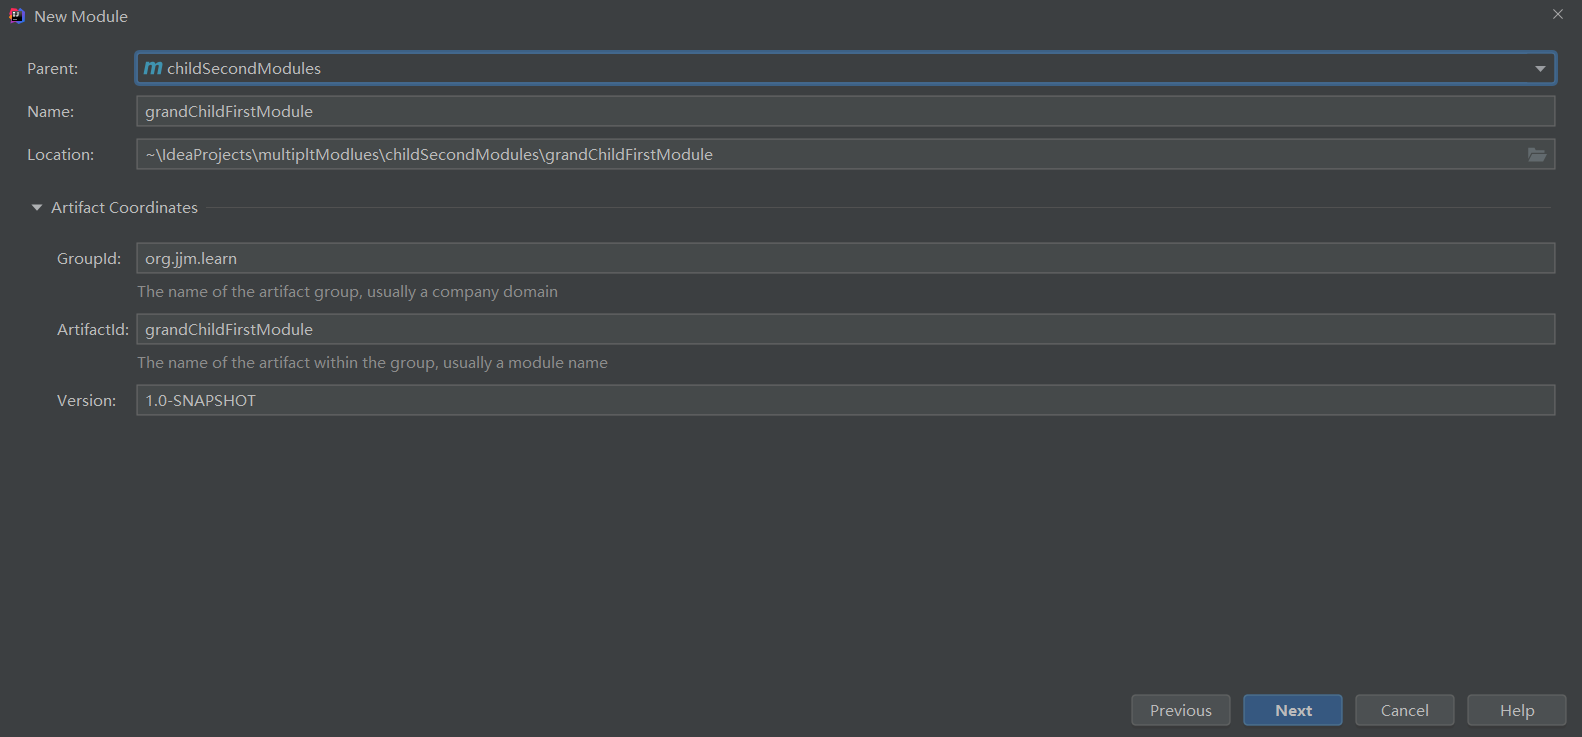 New Module
Parent: m childSecondModules
Name: grandChildFirstModule
Location: ~\IdeaProjects\multipltModlues\childSecondModules\grandChildFirstModule
Artifact Coordinates
GroupId: org.jjm.learn
The name of the artifact group, usually a company domain
ArtifactId: grandChildFirstModule
The name of the artifact within the group, usually a module name
Version: 1.0-SNAPSHOT
Previous Next Cancel Help